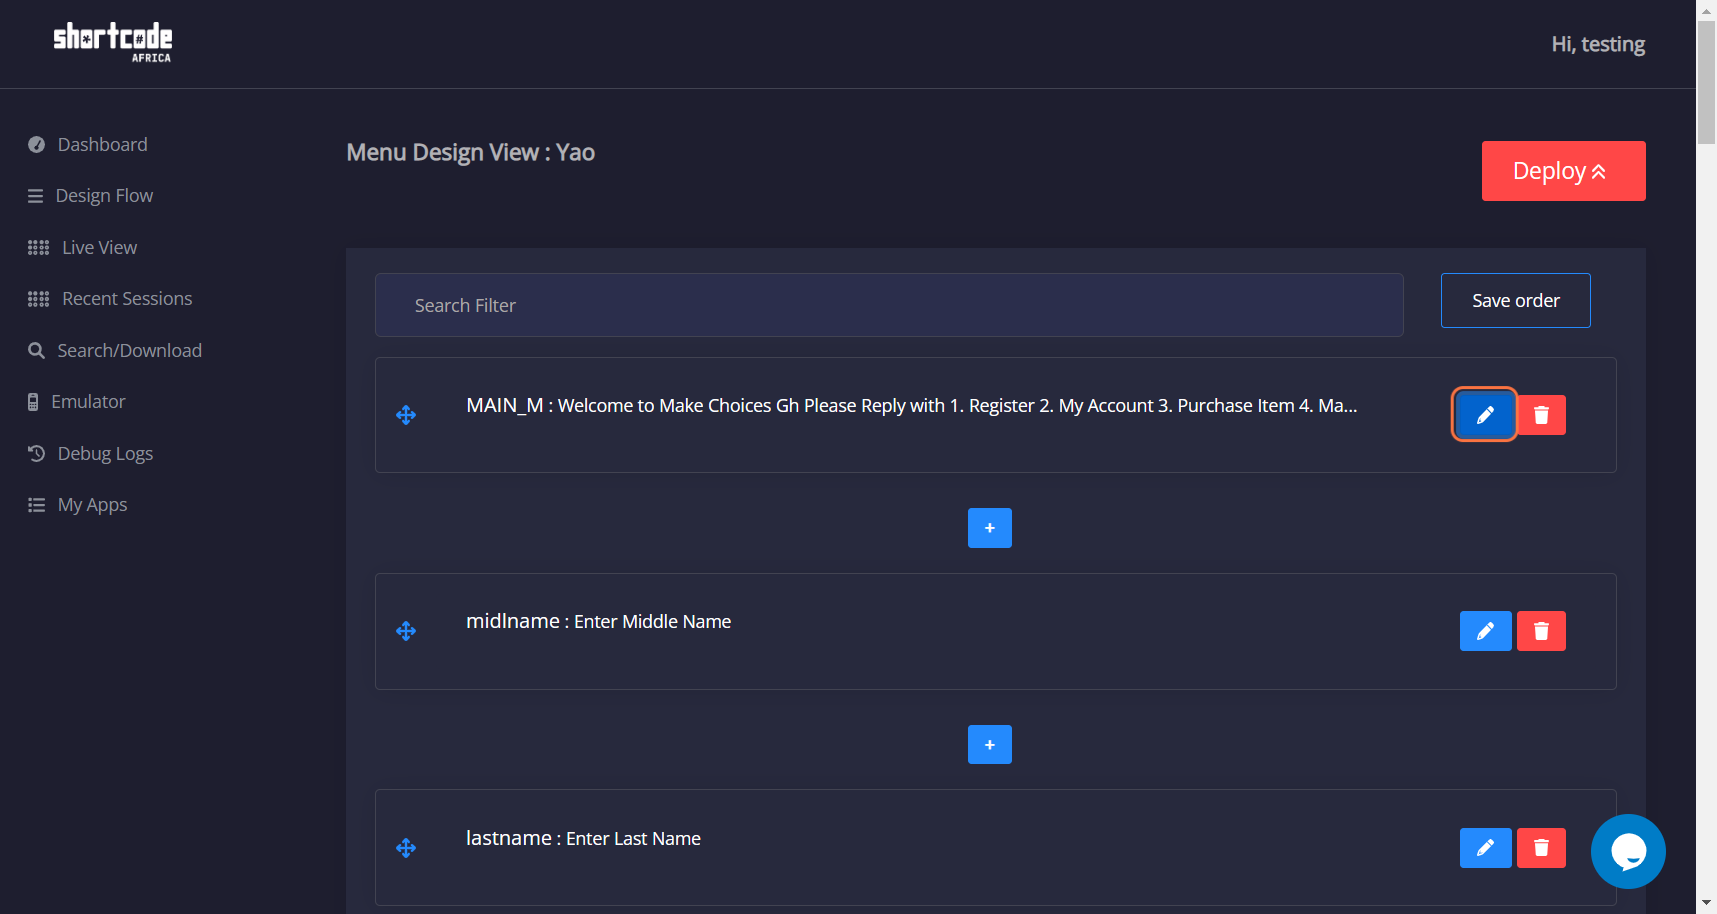 shortcode
AFRICA
Hi, testing
Dashboard
Design Flow
Live View
Recent Sessions
Search/Download
Emulator
Debug Logs
My Apps
Menu Design View : Yao
Deploy
Search Filter
Save order
MAIN_M : Welcome to Make Choices Gh Please Reply with 1. Register 2. My Account 3. Purchase Item 4. Ma...
+
midlname : Enter Middle Name
+
lastname : Enter Last Name